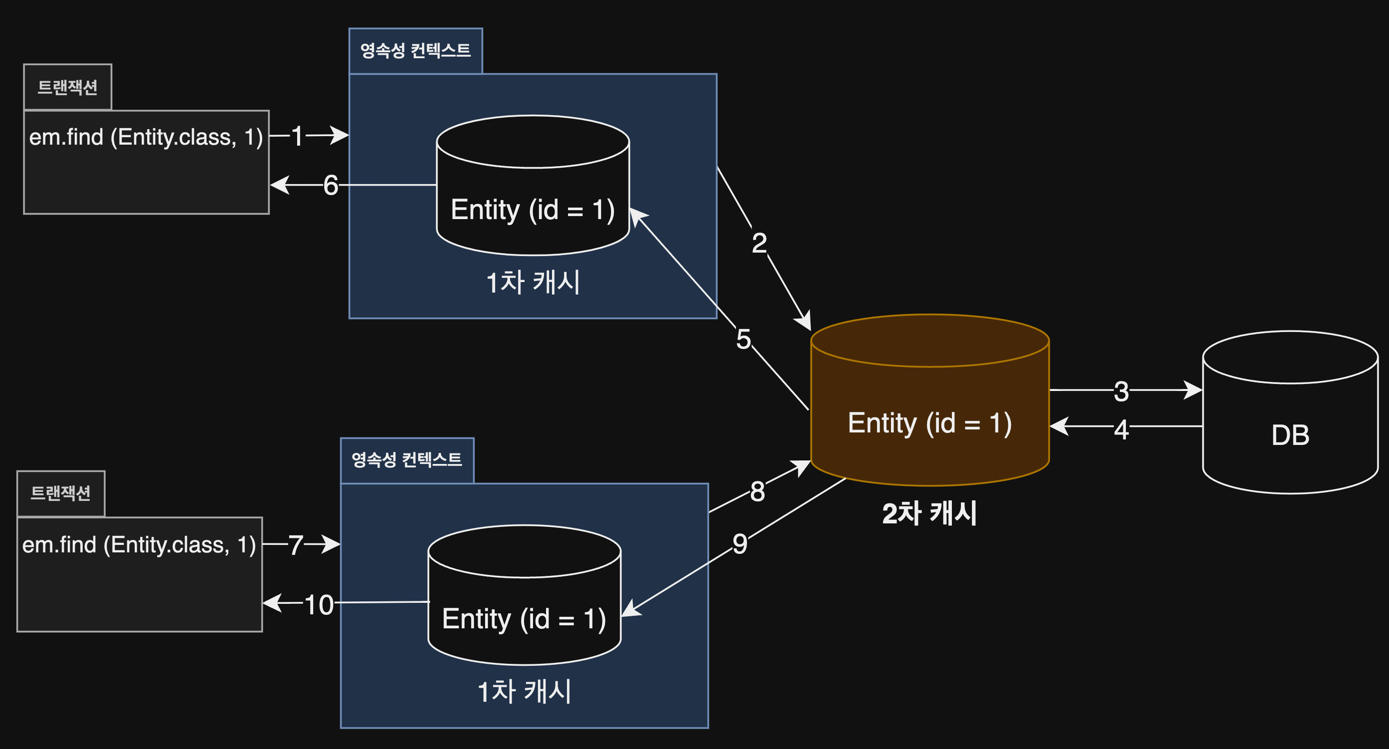 영속성 컨텍스트
트랜잭션
em.find (Entity.class, 1)
1
6
Entity (id = 1)
1차 캐시
2
5
Entity (id = 1)
2차 캐시
3
4
DB
영속성 컨텍스트
트랜잭션
em.find (Entity.class, 1)
7
10
Entity (id = 1)
1차 캐시
8
9